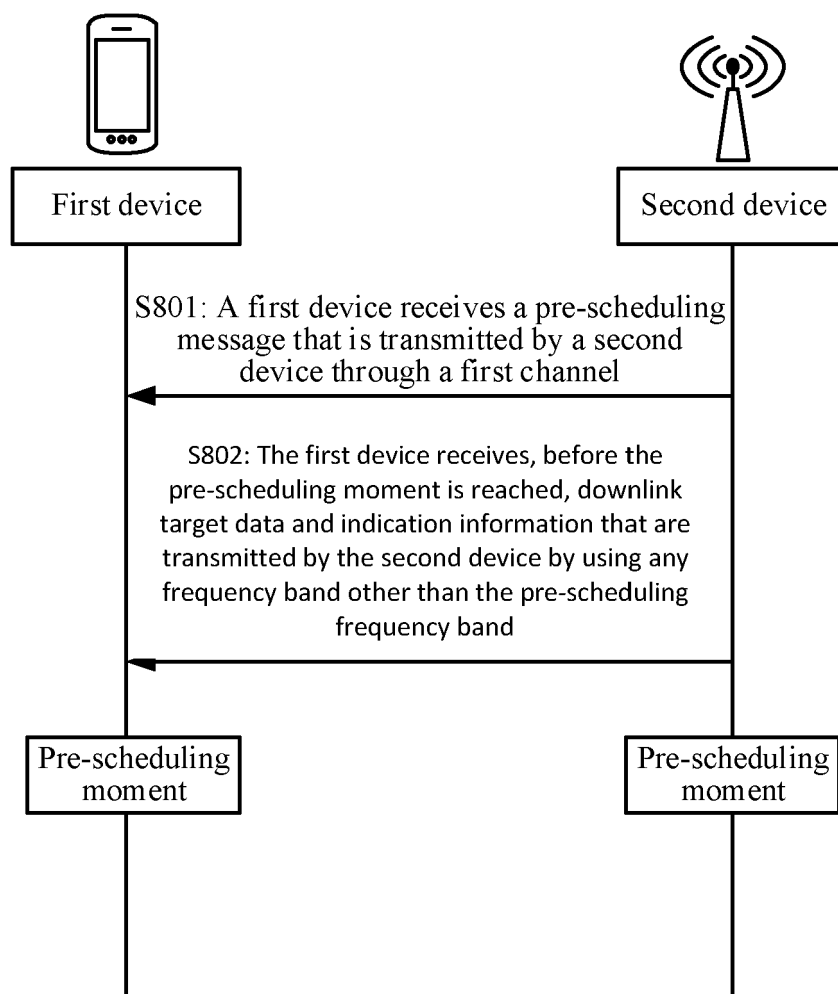 First device
Second device
S801: A first device receives a pre-scheduling
message that is transmitted by a second
device through a first channel
S802: The first device receives, before the
pre-scheduling moment is reached, downlink
target data and indication information that are
transmitted by the second device by using any
frequency band other than the pre-scheduling
frequency band
Pre-scheduling
moment
Pre-scheduling
moment